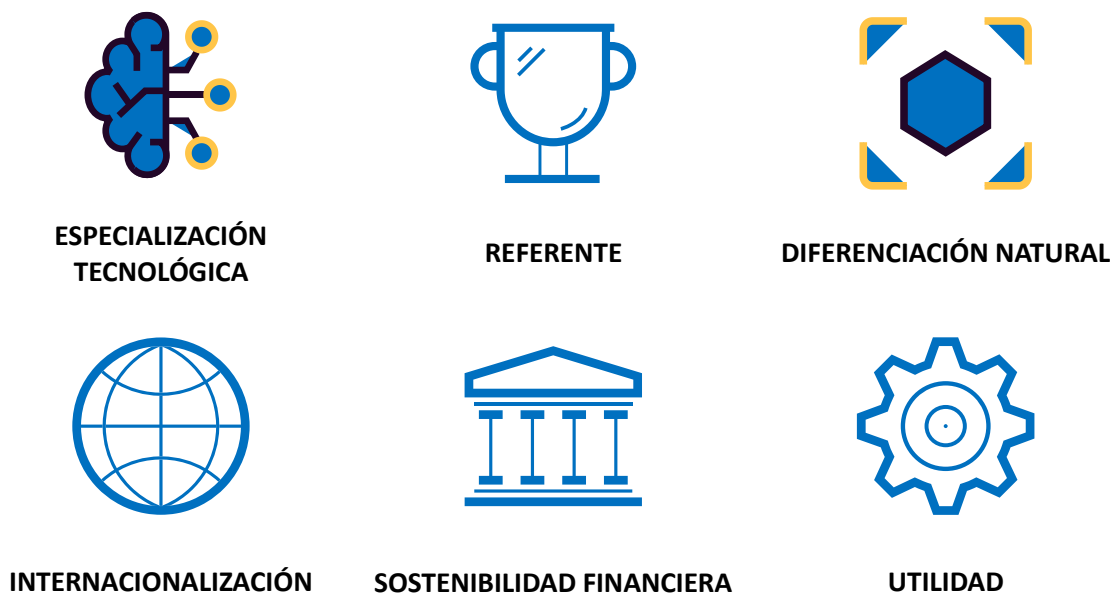 ESPECIALIZACIÓN
TECNOLÓGICA
REFERENTE
DIFERENCIACIÓN NATURAL
INTERNACIONALIZACIÓN
SOSTENIBILIDAD FINANCIERA
UTILIDAD